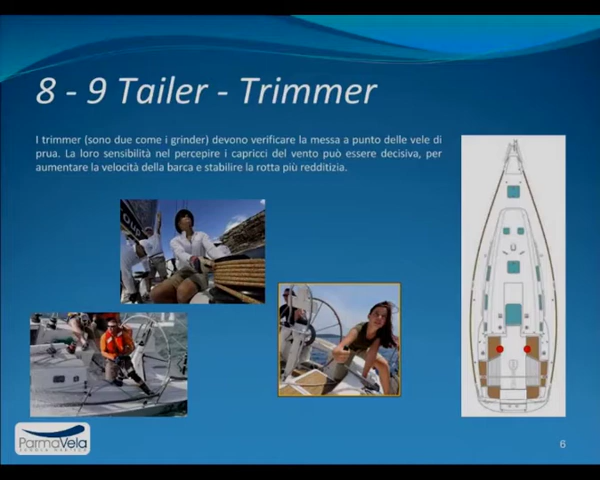 8 - 9 Tailer - Trimmer
I trimmer (sono due come i grinder) devono verificare la messa a punto delle vele di
prua. La loro sensibilità nel percepire i capricci del vento può essere decisiva, per
aumentare la velocità della barca e stabilire la rotta più redditizia.
ParmaVela
6